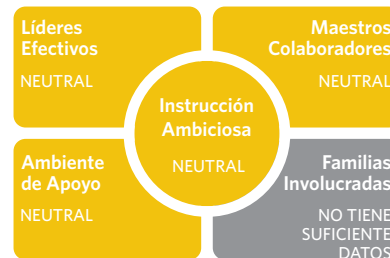 Líderes
Efectivos
NEUTRAL
Maestros
Colaboradores
NEUTRAL
Instrucción
Ambiciosa
NEUTRAL
Ambiente
de Apoyo
NEUTRAL
Familias
Involucradas
NO TIENE
SUFICIENTE
DATOS